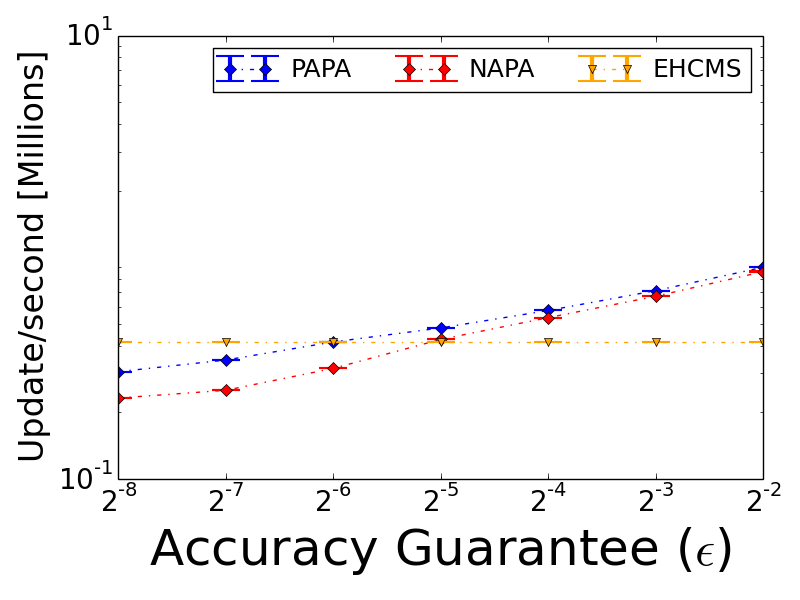 10^1
PAPA NAPA EHCMS
Update/second [Millions]
10^-1
2^-8 2^-7 2^-6 2^-5 2^-4 2^-3 2^-2
Accuracy Guarantee (ϵ)